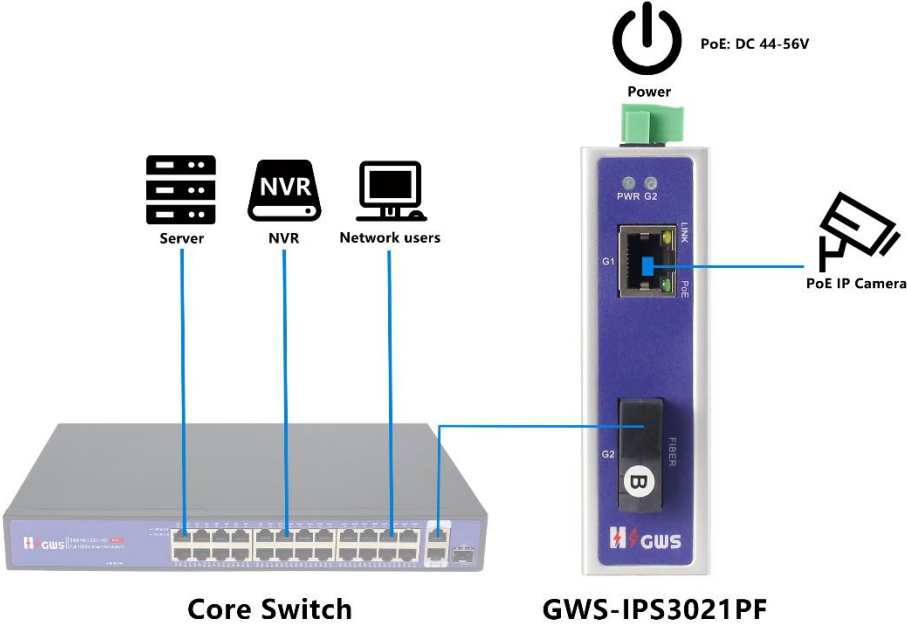 PoE: DC 44-56V
Power
PWR G2
LINK
G1
PoE
NVR
Server
NVR
Network users
PoE IP Camera
G2
FIBER
B
GWS
GWS
Core Switch
GWS-IPS3021PF